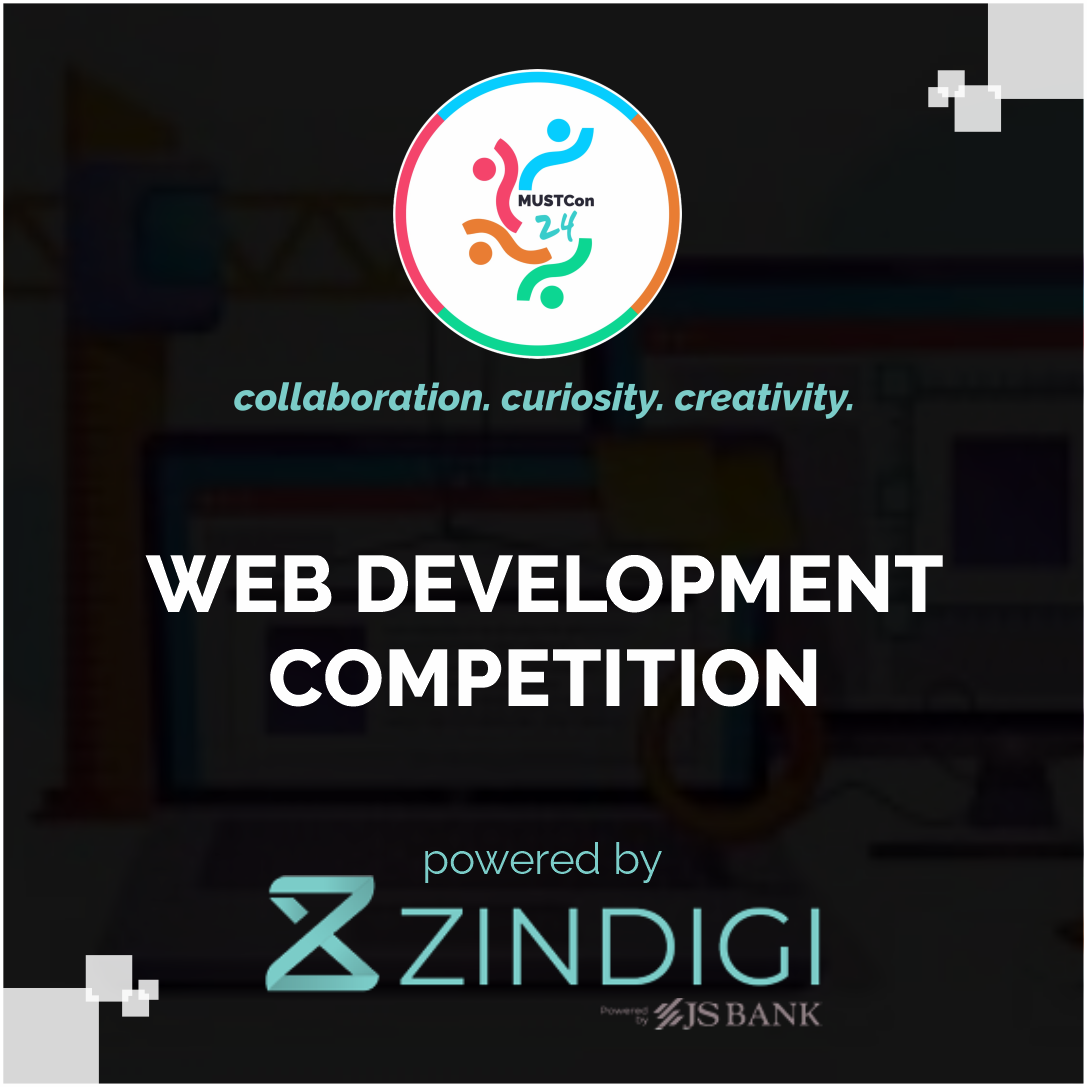 MUSTCon
24
collaboration. curiosity. creativity.
WEB DEVELOPMENT
COMPETITION
powered by
ZINDIGI
Powered by JS BANK